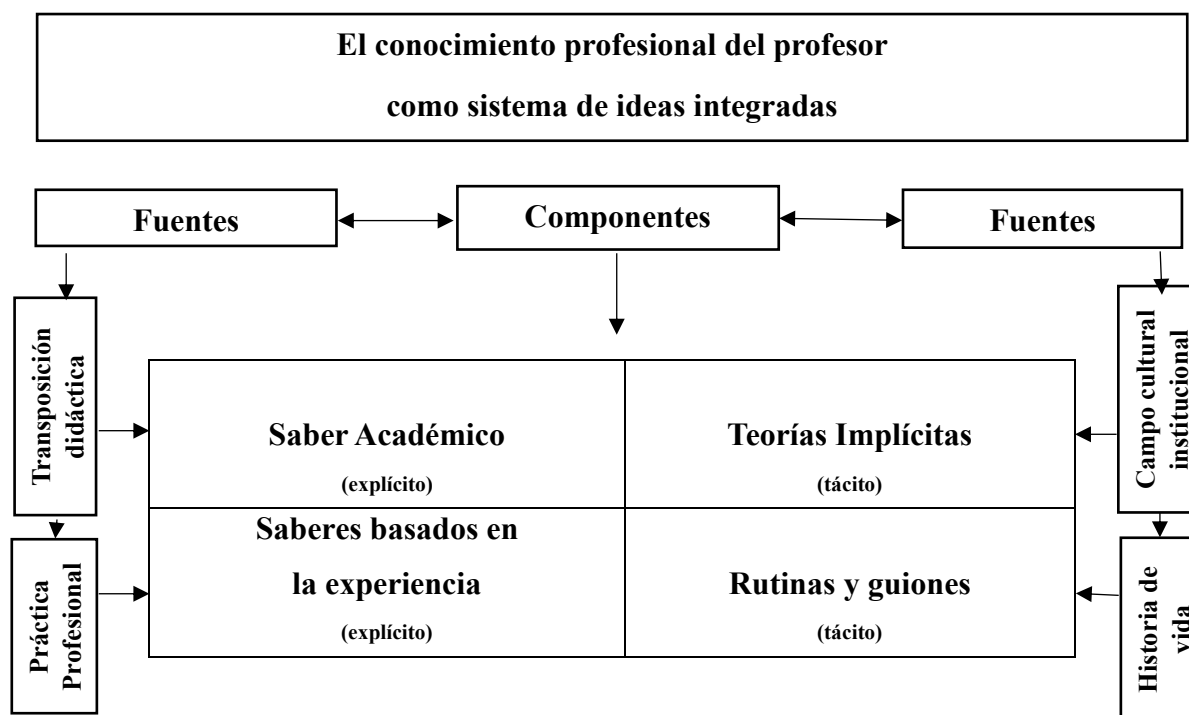 El conocimiento profesional del profesor
como sistema de ideas integradas
Fuentes
Componentes
Fuentes
Transposición
didáctica
Campo cultural
institucional
Saber Académico
(explícito)
Teorías Implícitas
(tácito)
Práctica
Profesional
Historia de
vida
Saberes basados en
la experiencia
(explícito)
Rutinas y guiones
(tácito)